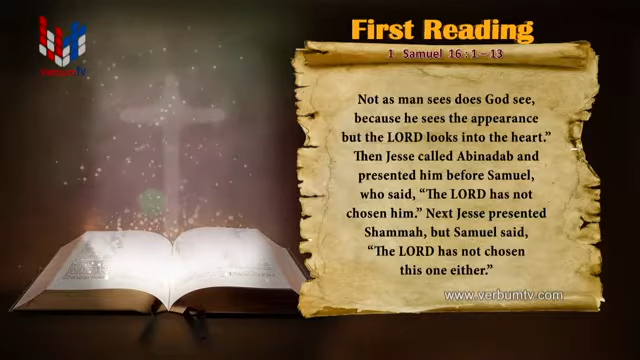 verbumTV
First Reading
1 Samuel 16 : 1 – 13
Not as man sees does God see,
because he sees the appearance
but the LORD looks into the heart.”
Then Jesse called Abinadab and
presented him before Samuel,
who said, “The LORD has not
chosen him.” Next Jesse presented
Shammah, but Samuel said,
“The LORD has not chosen
this one either.”
www.verbumtv.com